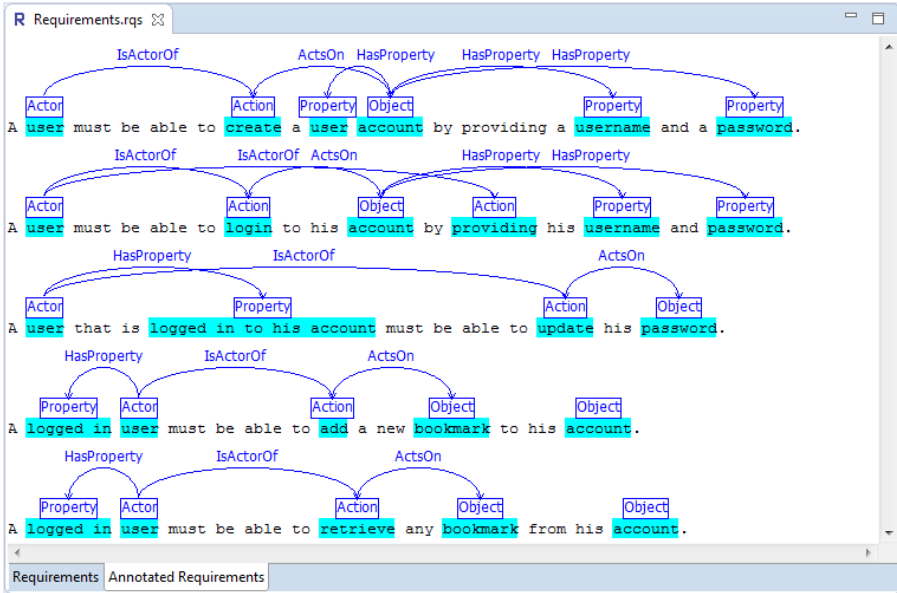 Requirements.rqs
IsActorOf ActsOn HasProperty HasProperty HasProperty
Actor Action Property Object Property Property
A user must be able to create a user account by providing a username and a password.
IsActorOf IsActorOf ActsOn HasProperty HasProperty
Actor Action Object Action Property Property
A user must be able to login to his account by providing his username and password.
HasProperty IsActorOf ActsOn
Actor Property Action Object
A user that is logged in to his account must be able to update his password.
HasProperty IsActorOf ActsOn
Property Actor Action Object Object
A logged in user must be able to add a new bookmark to his account.
HasProperty IsActorOf ActsOn
Property Actor Action Object Object
A logged in user must be able to retrieve any bookmark from his account.
Requirements Annotated Requirements